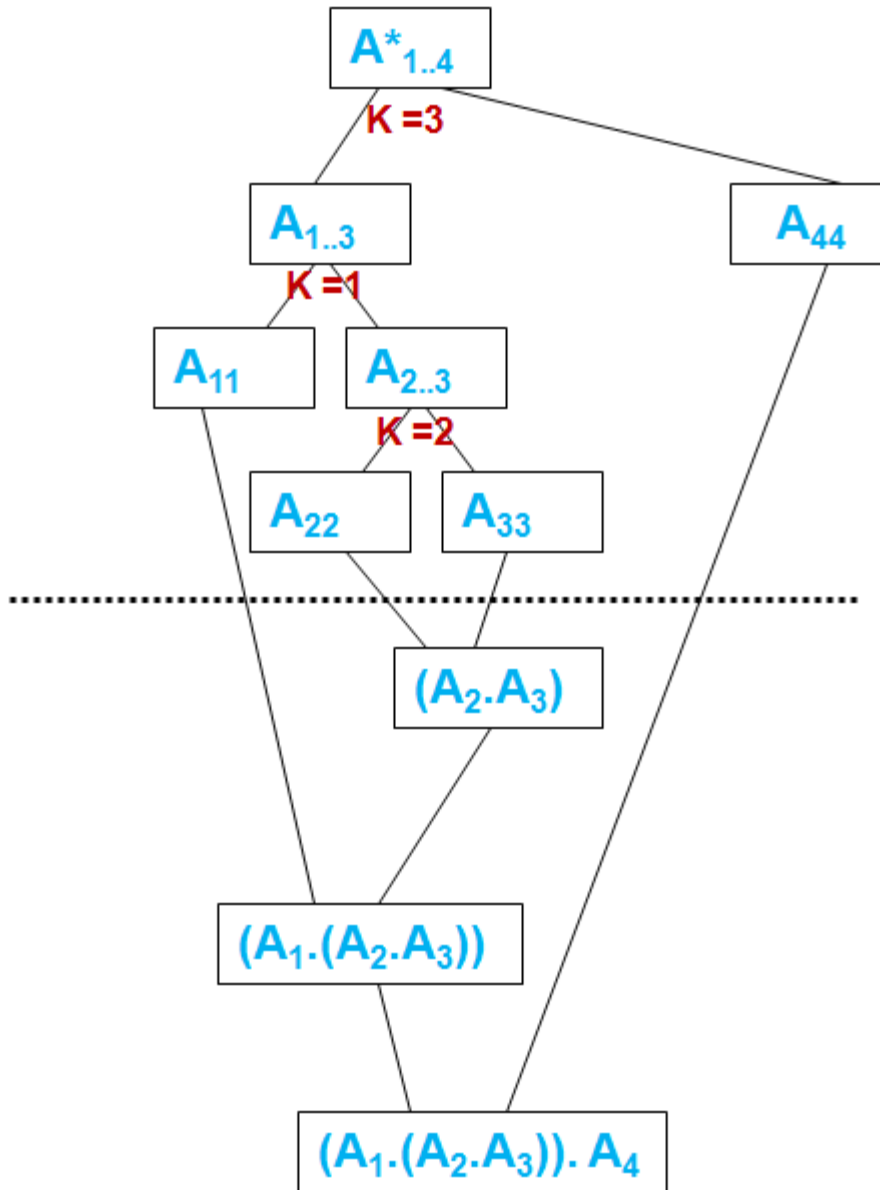 A*1..4
K =3
A1..3
A44
K =1
A11
A2..3
K =2
A22
A33
(A2.A3)
(A1.(A2.A3))
(A1.(A2.A3)). A4